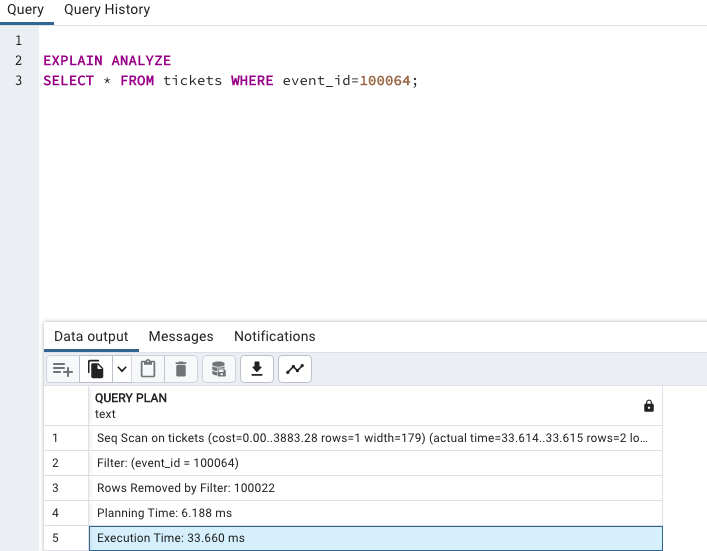 Query Query History
1
2 EXPLAIN ANALYZE
3 SELECT * FROM tickets WHERE event_id=100064;
Data output Messages Notifications
QUERY PLAN
text
1 Seq Scan on tickets (cost=0.00..3883.28 rows=1 width=179) (actual time=33.614..33.615 rows=2 lo...
2 Filter: (event_id = 100064)
3 Rows Removed by Filter: 100022
4 Planning Time: 6.188 ms
5 Execution Time: 33.660 ms